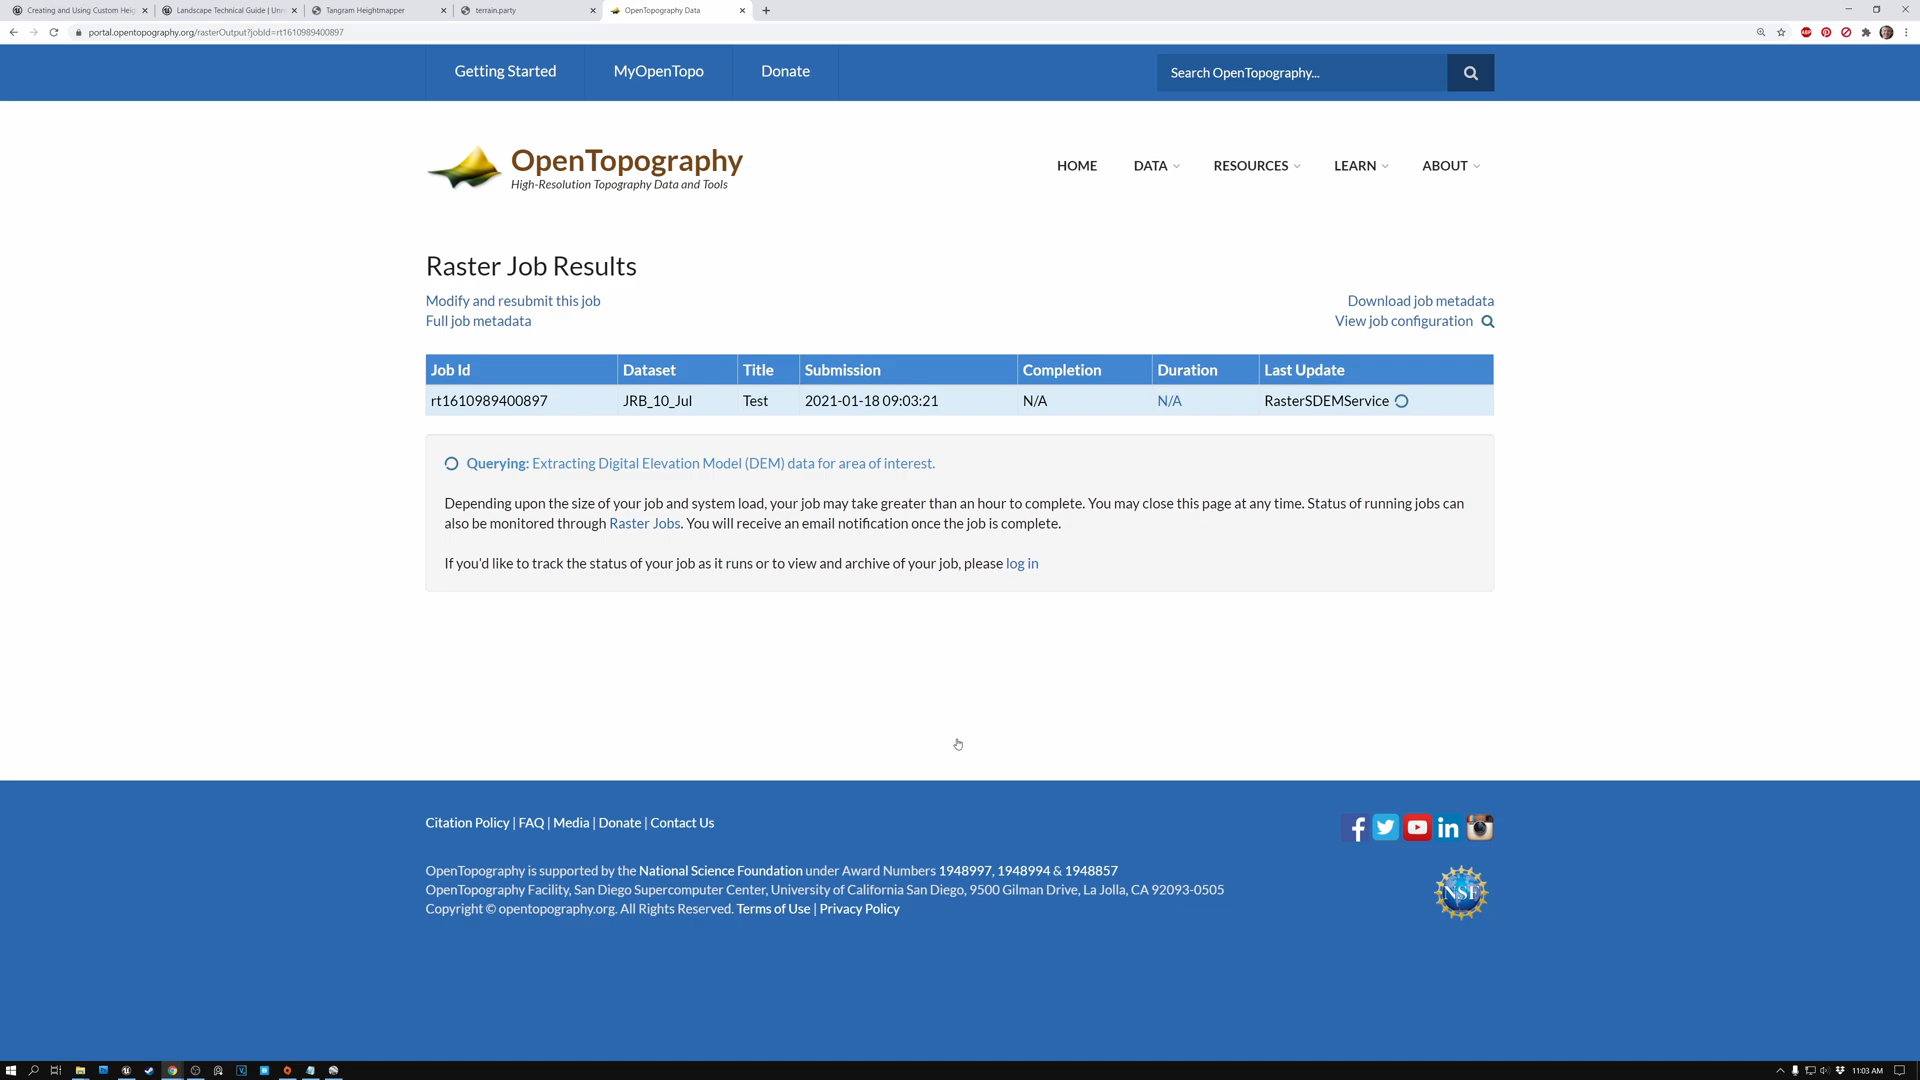 Creating and Using Custom Heig
Landscape Technical Guide | Unr
Tangram Heightmapper
terrain.party
OpenTopography Data
portal.opentopography.org/rasterOutput?jobId=rt1610989400897
Getting Started
MyOpenTopo
Donate
Search OpenTopography...
OpenTopography
High-Resolution Topography Data and Tools
HOME
DATA
RESOURCES
LEARN
ABOUT
Raster Job Results
Modify and resubmit this job
Download job metadata
Full job metadata
View job configuration
Job Id Dataset Title Submission Completion Duration Last Update
rt1610989400897 JRB_10_Jul Test 2021-01-18 09:03:21 N/A N/A RasterSDEMService
Querying: Extracting Digital Elevation Model (DEM) data for area of interest.
Depending upon the size of your job and system load, your job may take greater than an hour to complete. You may close this page at any time. Status of running jobs can
also be monitored through Raster Jobs. You will receive an email notification once the job is complete.
If you'd like to track the status of your job as it runs or to view and archive of your job, please log in
Citation Policy | FAQ | Media | Donate | Contact Us
OpenTopography is supported by the National Science Foundation under Award Numbers 1948997, 1948994 & 1948857
OpenTopography Facility, San Diego Supercomputer Center, University of California San Diego, 9500 Gilman Drive, La Jolla, CA 92093-0505
Copyright © opentopography.org. All Rights Reserved. Terms of Use | Privacy Policy
NSF
11:03 AM